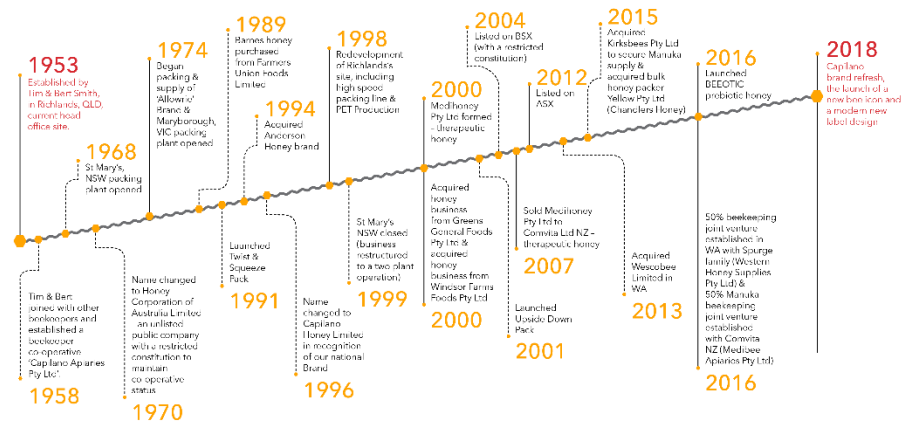 1953
Established by
Tim & Bert Smith,
in Richlands, QLD,
current head
office site.
1968
St Mary's,
NSW packing
plant opened
1974
Began
packing &
supply of
'Allowrie'
Brand &
Maryborough,
VIC packing
plant opened
1989
Barnes honey
purchased
from Farmers
Union Foods
Limited
1994
Acquired
Anderson
Honey brand
1998
Redevelopment
of Richlands's
site, including
high speed
packing line &
PET Production
2000
Medihoney
Pty Ltd formed
– therapeutic
honey
2004
Listed on BSX
(with a restricted
constitution)
2012
Listed on
ASX
2015
Acquired
Kirksbees Pty Ltd
to secure Manuka
supply &
acquired bulk
honey packer
Yellow Pty Ltd
(Chandlers Honey)
2016
Launched
BEEOTIC
prebiotic honey
2018
Capilano
brand refresh,
the launch of a
new bee icon and
a modern new
label design
Tim & Bert
joined with other
beekeepers and
established a
beekeeper
co-operative
'Capilano Apiaries
Pty Ltd'.
1958
Name changed
to Honey
Corporation of
Australia Limited
– an unlisted
public company
with a restricted
constitution to
maintain
co-operative
status
1970
Launched
Twist &
Squeeze
Pack
1991
Name
changed to
Capilano
Honey Limited
in recognition
of our national
Brand
1996
St Mary's
NSW closed
(business
restructured
to a two plant
operation)
1999
Acquired
honey
business
from Greens
General Foods
Pty Ltd &
acquired
honey
business from
Windsor Farms
Foods Pty Ltd
2000
Launched
Upside Down
Pack
2001
Sold Medihoney
Pty Ltd to
Comvita Ltd NZ –
therapeutic honey
2007
Acquired
Wescobee
Limited in
WA
2013
50% beekeeping
joint venture
established in
WA with Spurge
family (Western
Honey Supplies
Pty Ltd) &
50% Manuka
beekeeping
joint venture
established
with Comvita
NZ (Medibee
Apiaries Pty Ltd)
2016